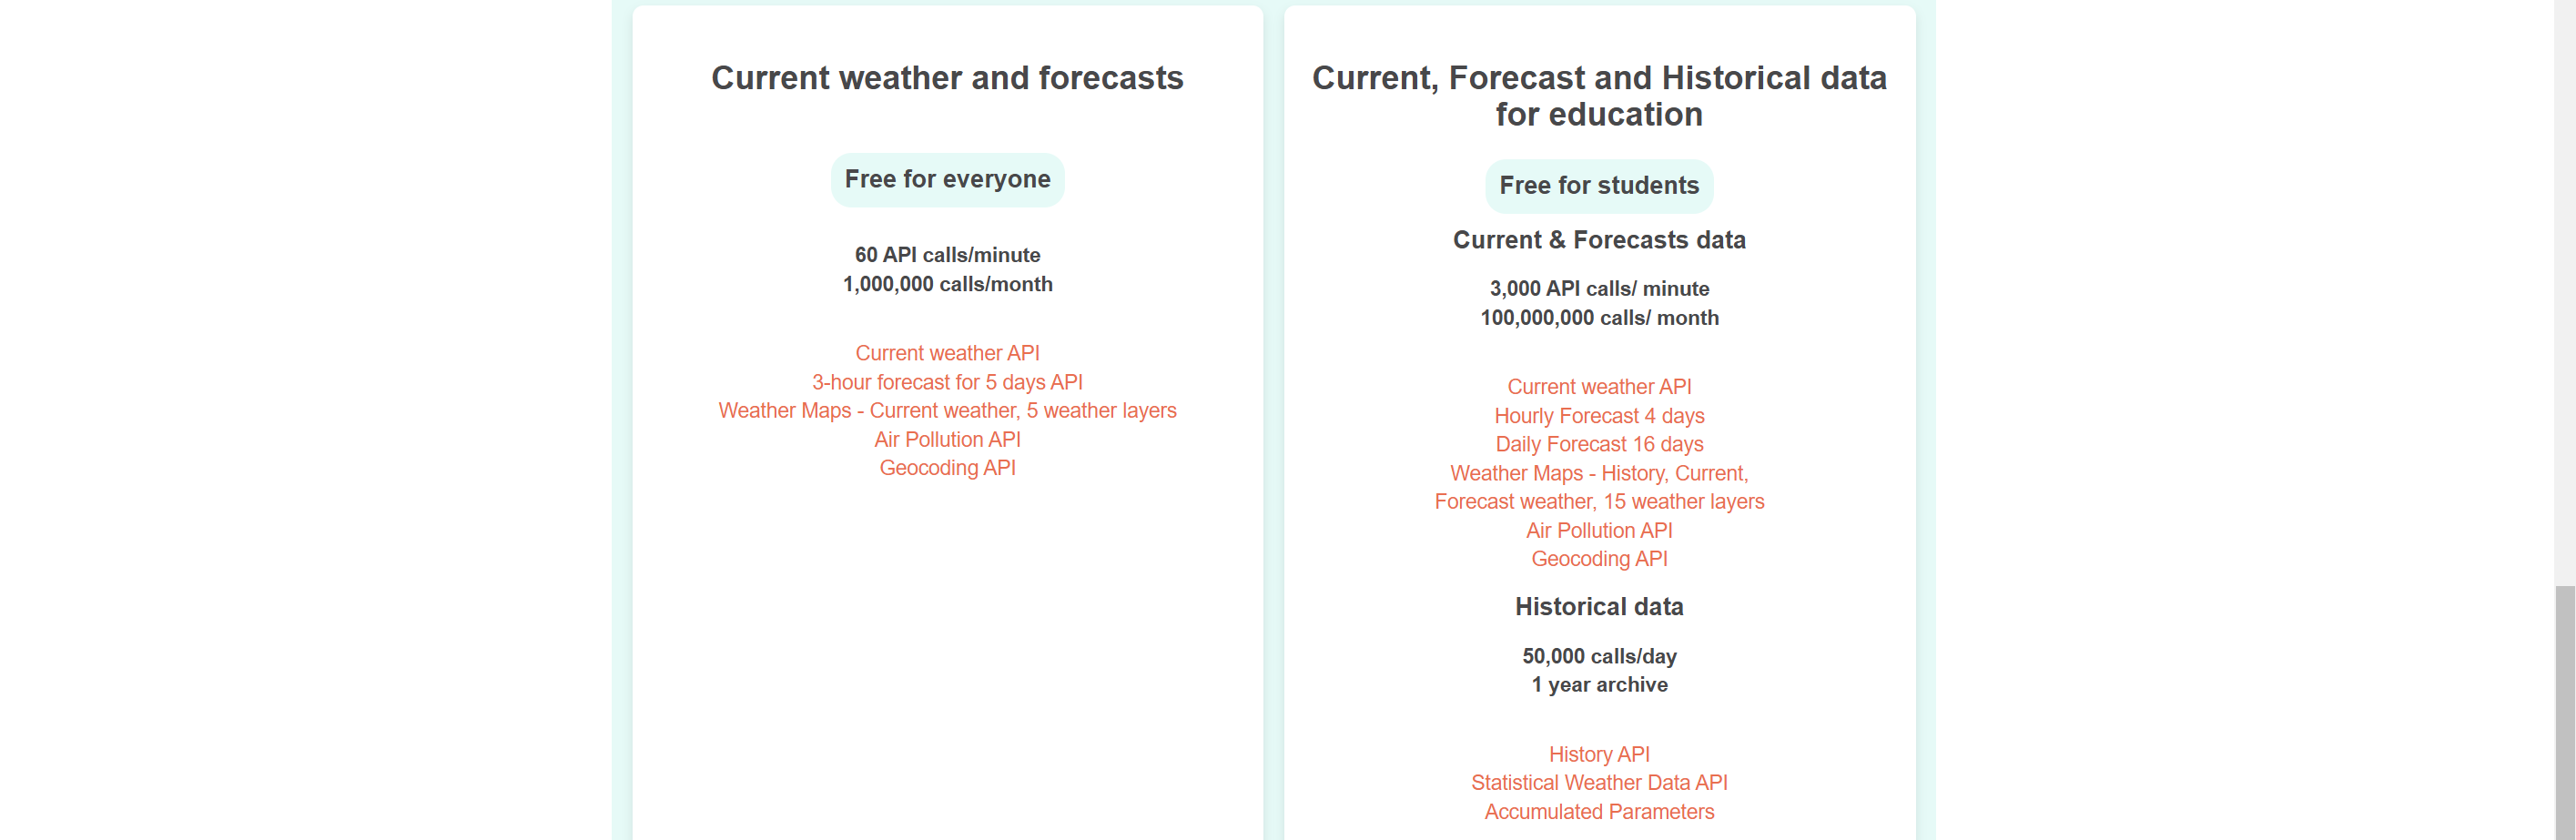 Current weather and forecasts
Free for everyone
60 API calls/minute
1,000,000 calls/month
Current weather API
3-hour forecast for 5 days API
Weather Maps - Current weather, 5 weather layers
Air Pollution API
Geocoding API
Current, Forecast and Historical data
for education
Free for students
Current & Forecasts data
3,000 API calls/ minute
100,000,000 calls/ month
Current weather API
Hourly Forecast 4 days
Daily Forecast 16 days
Weather Maps - History, Current,
Forecast weather, 15 weather layers
Air Pollution API
Geocoding API
Historical data
50,000 calls/day
1 year archive
History API
Statistical Weather Data API
Accumulated Parameters